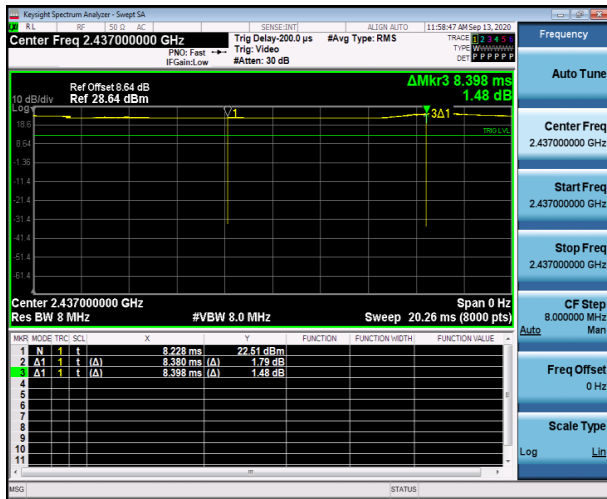 Keysight Spectrum Analyzer - Swept SA
RL RF 50 Ω AC SENSE:INT ALIGN AUTO 11:58:47 AM Sep 13, 2020
Center Freq 2.437000000 GHz
PNO: Fast
IFGain:Low
Trig Delay-200.0 µs
Trig: Video
#Atten: 30 dB
#Avg Type: RMS
TRACE 1 2 3 4 5 6
TYPE WWWWWW
DET P P P P P P
Ref Offset 8.64 dB
10 dB/div Ref 28.64 dBm
ΔMkr3 8.398 ms
1.48 dB
Log
1
3Δ1
18.6
TRIG LVL
8.64
-1.36
-11.4
-21.4
-31.4
-41.4
-51.4
-61.4
Center 2.437000000 GHz Span 0 Hz
Res BW 8 MHz #VBW 8.0 MHz Sweep 20.26 ms (8000 pts)
MKR MODE TRC SCL X Y FUNCTION FUNCTION WIDTH FUNCTION VALUE
1 N 1 t 8.228 ms 22.51 dBm
2 Δ1 1 t (Δ) 8.380 ms (Δ) 1.79 dB
3 Δ1 1 t (Δ) 8.398 ms (Δ) 1.48 dB
4
5
6
7
8
9
10
11
MSG STATUS
Frequency
Auto Tune
Center Freq
2.437000000 GHz
Start Freq
2.437000000 GHz
Stop Freq
2.437000000 GHz
CF Step
8.000000 MHz
Auto Man
Freq Offset
0 Hz
Scale Type
Log Lin